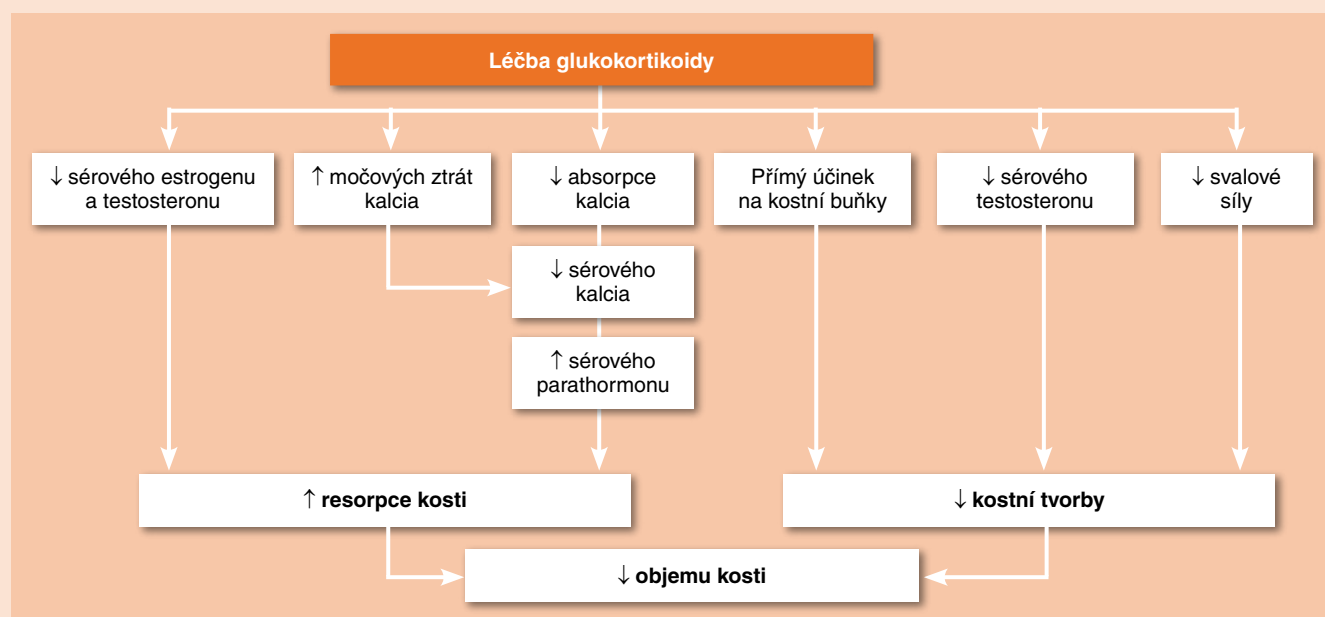 Léčba glukokortikoidy
↓ sérového estrogenu
a testosteronu
↑ močových ztrát
kalcia
↓ absorpce
kalcia
Přímý účinek
na kostní buňky
↓ sérového
testosteronu
↓ svalové
síly
↓ sérového
kalcia
↑ sérového
parathormonu
↑ resorpce kosti
↓ kostní tvorby
↓ objemu kosti